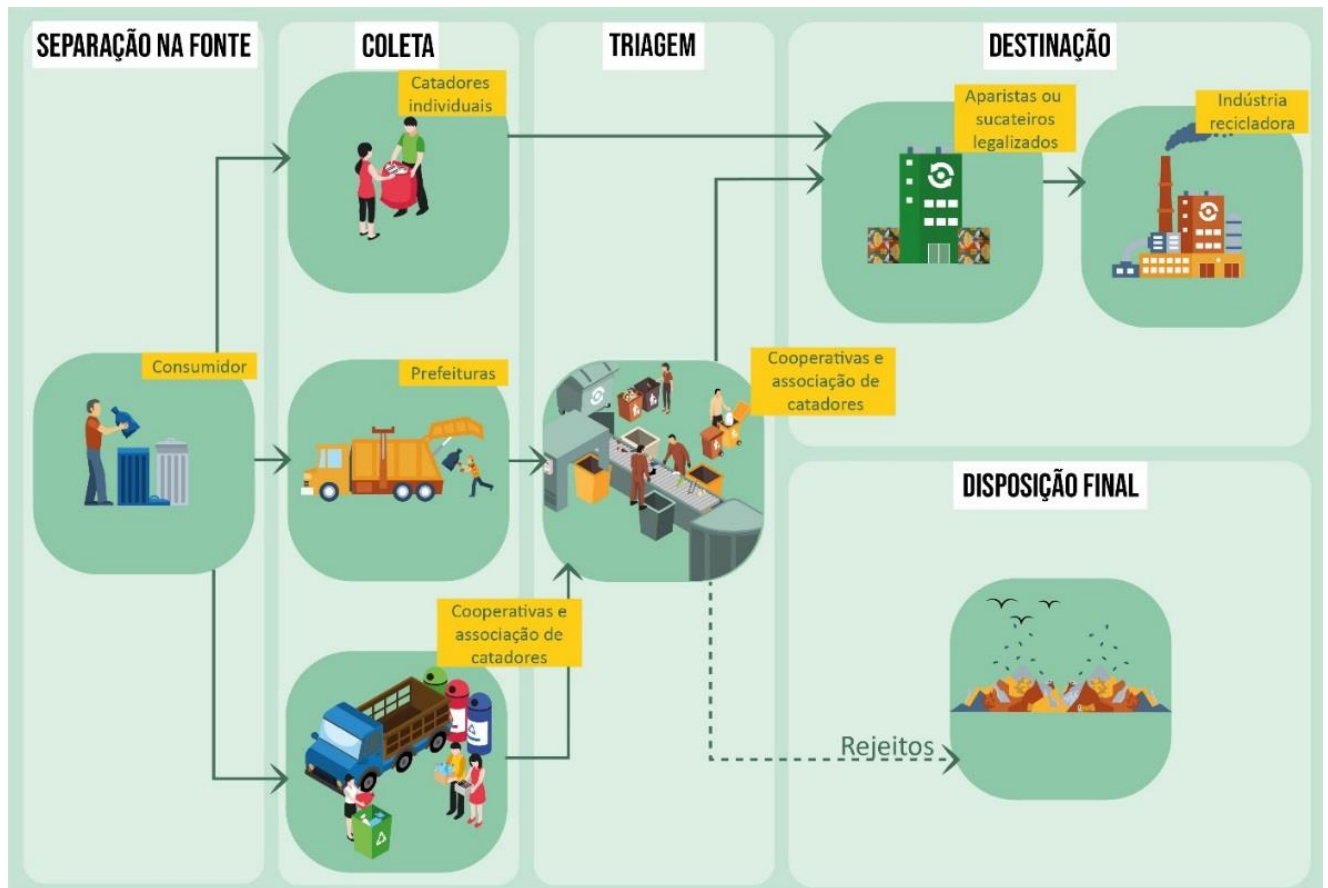 SEPARAÇÃO NA FONTE
COLETA
TRIAGEM
DESTINAÇÃO
Catadores
individuais
Aparistas ou
sucateiros
legalizados
Indústria
recicladora
Consumidor
Prefeituras
Cooperativas e
associação de
catadores
DISPOSIÇÃO FINAL
Cooperativas e
associação de
catadores
Rejeitos